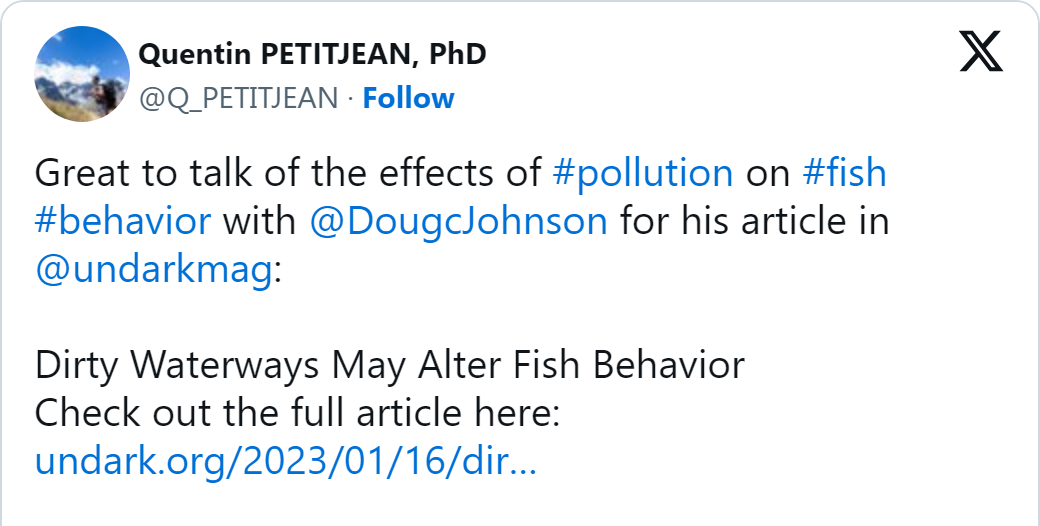 Quentin PETITJEAN, PhD
@Q_PETITJEAN · Follow
Great to talk of the effects of #pollution on #fish
#behavior with @DougcJohnson for his article in
@undarkmag:
Dirty Waterways May Alter Fish Behavior
Check out the full article here:
undark.org/2023/01/16/dir…